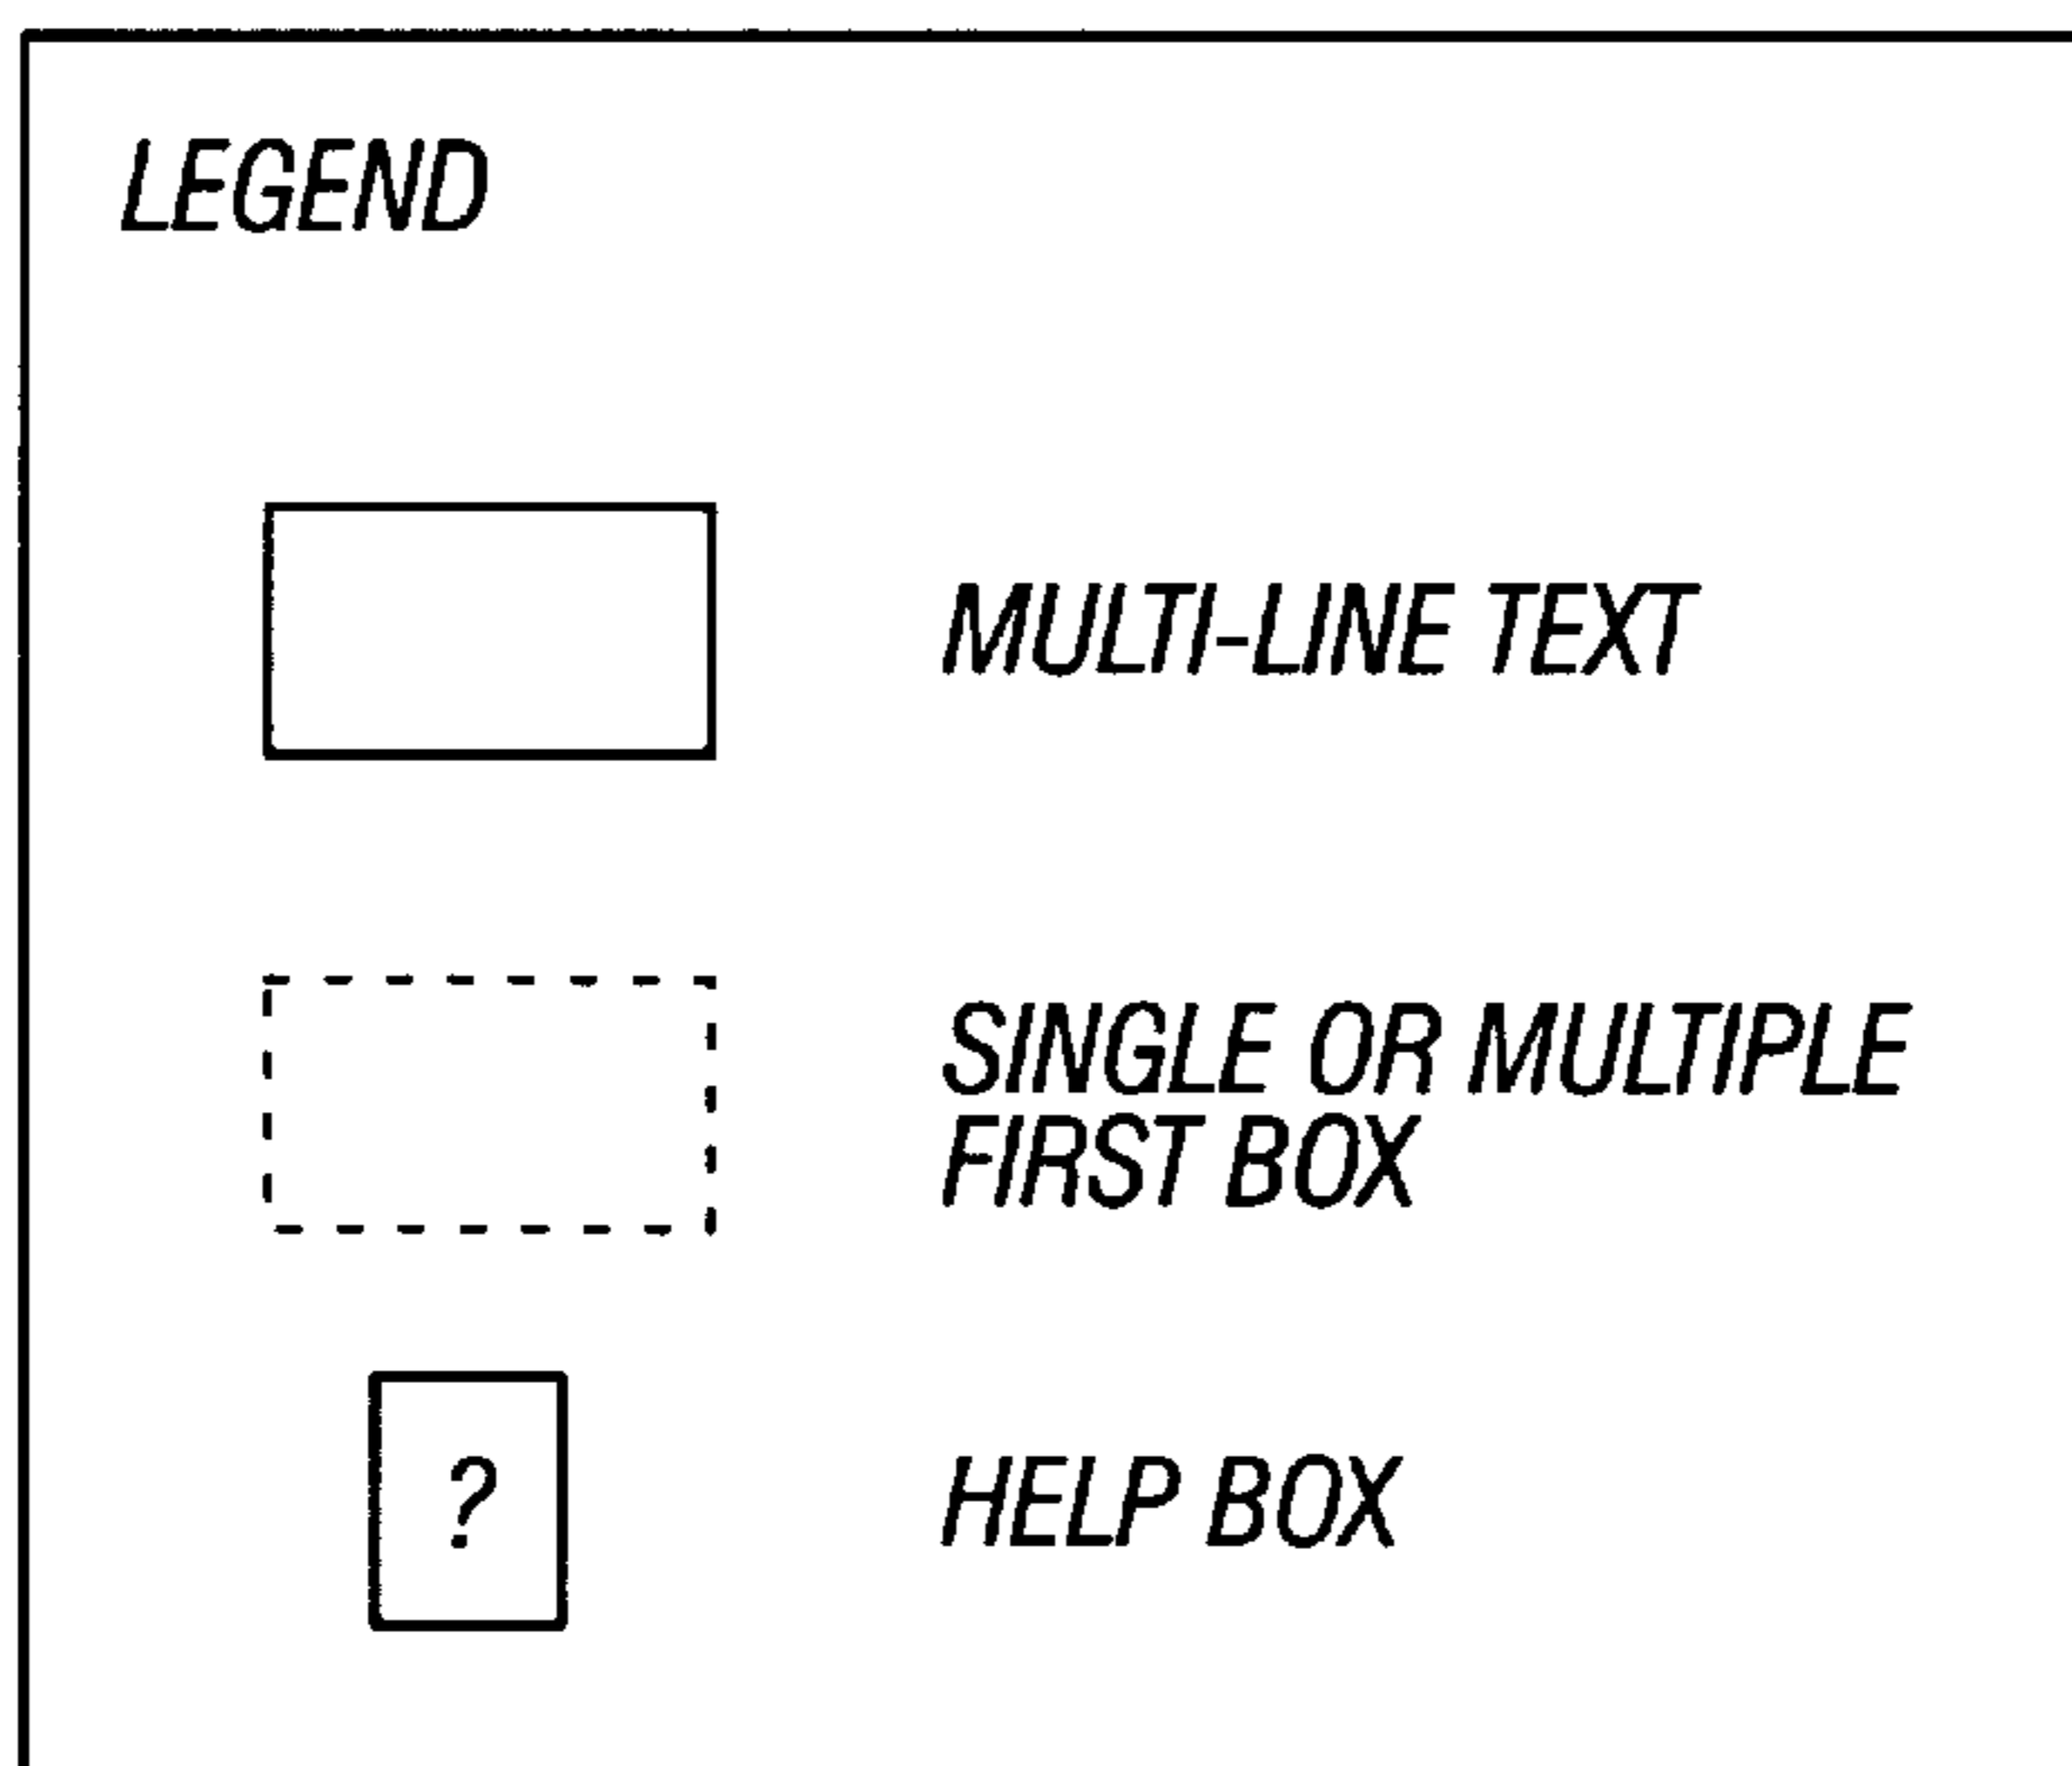 LEGEND
MULTI-LINE TEXT
SINGLE OR MULTIPLE
FIRST BOX
?
HELP BOX